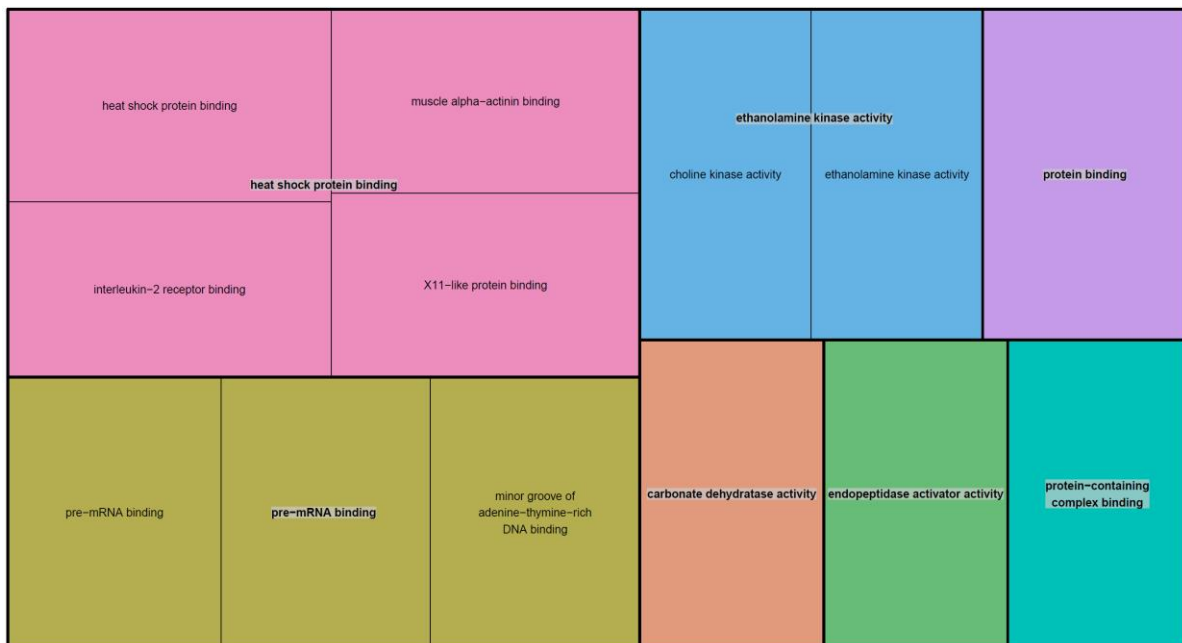 heat shock protein binding
muscle alpha−actinin binding
heat shock protein binding
interleukin−2 receptor binding
X11−like protein binding
ethanolamine kinase activity
choline kinase activity
ethanolamine kinase activity
protein binding
pre−mRNA binding
pre−mRNA binding
minor groove of
adenine−thymine−rich
DNA binding
carbonate dehydratase activity
endopeptidase activator activity
protein−containing
complex binding